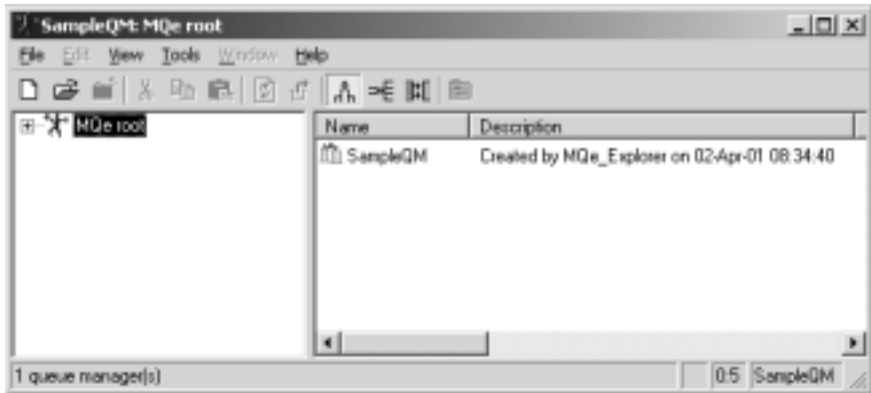 SampleQM: MQe root
File Edit View Tools Window Help
MQe root
Name Description
SampleQM Created by MQe_Explorer on 02-Apr-01 08:34:40
1 queue manager(s) 0:5 SampleQM